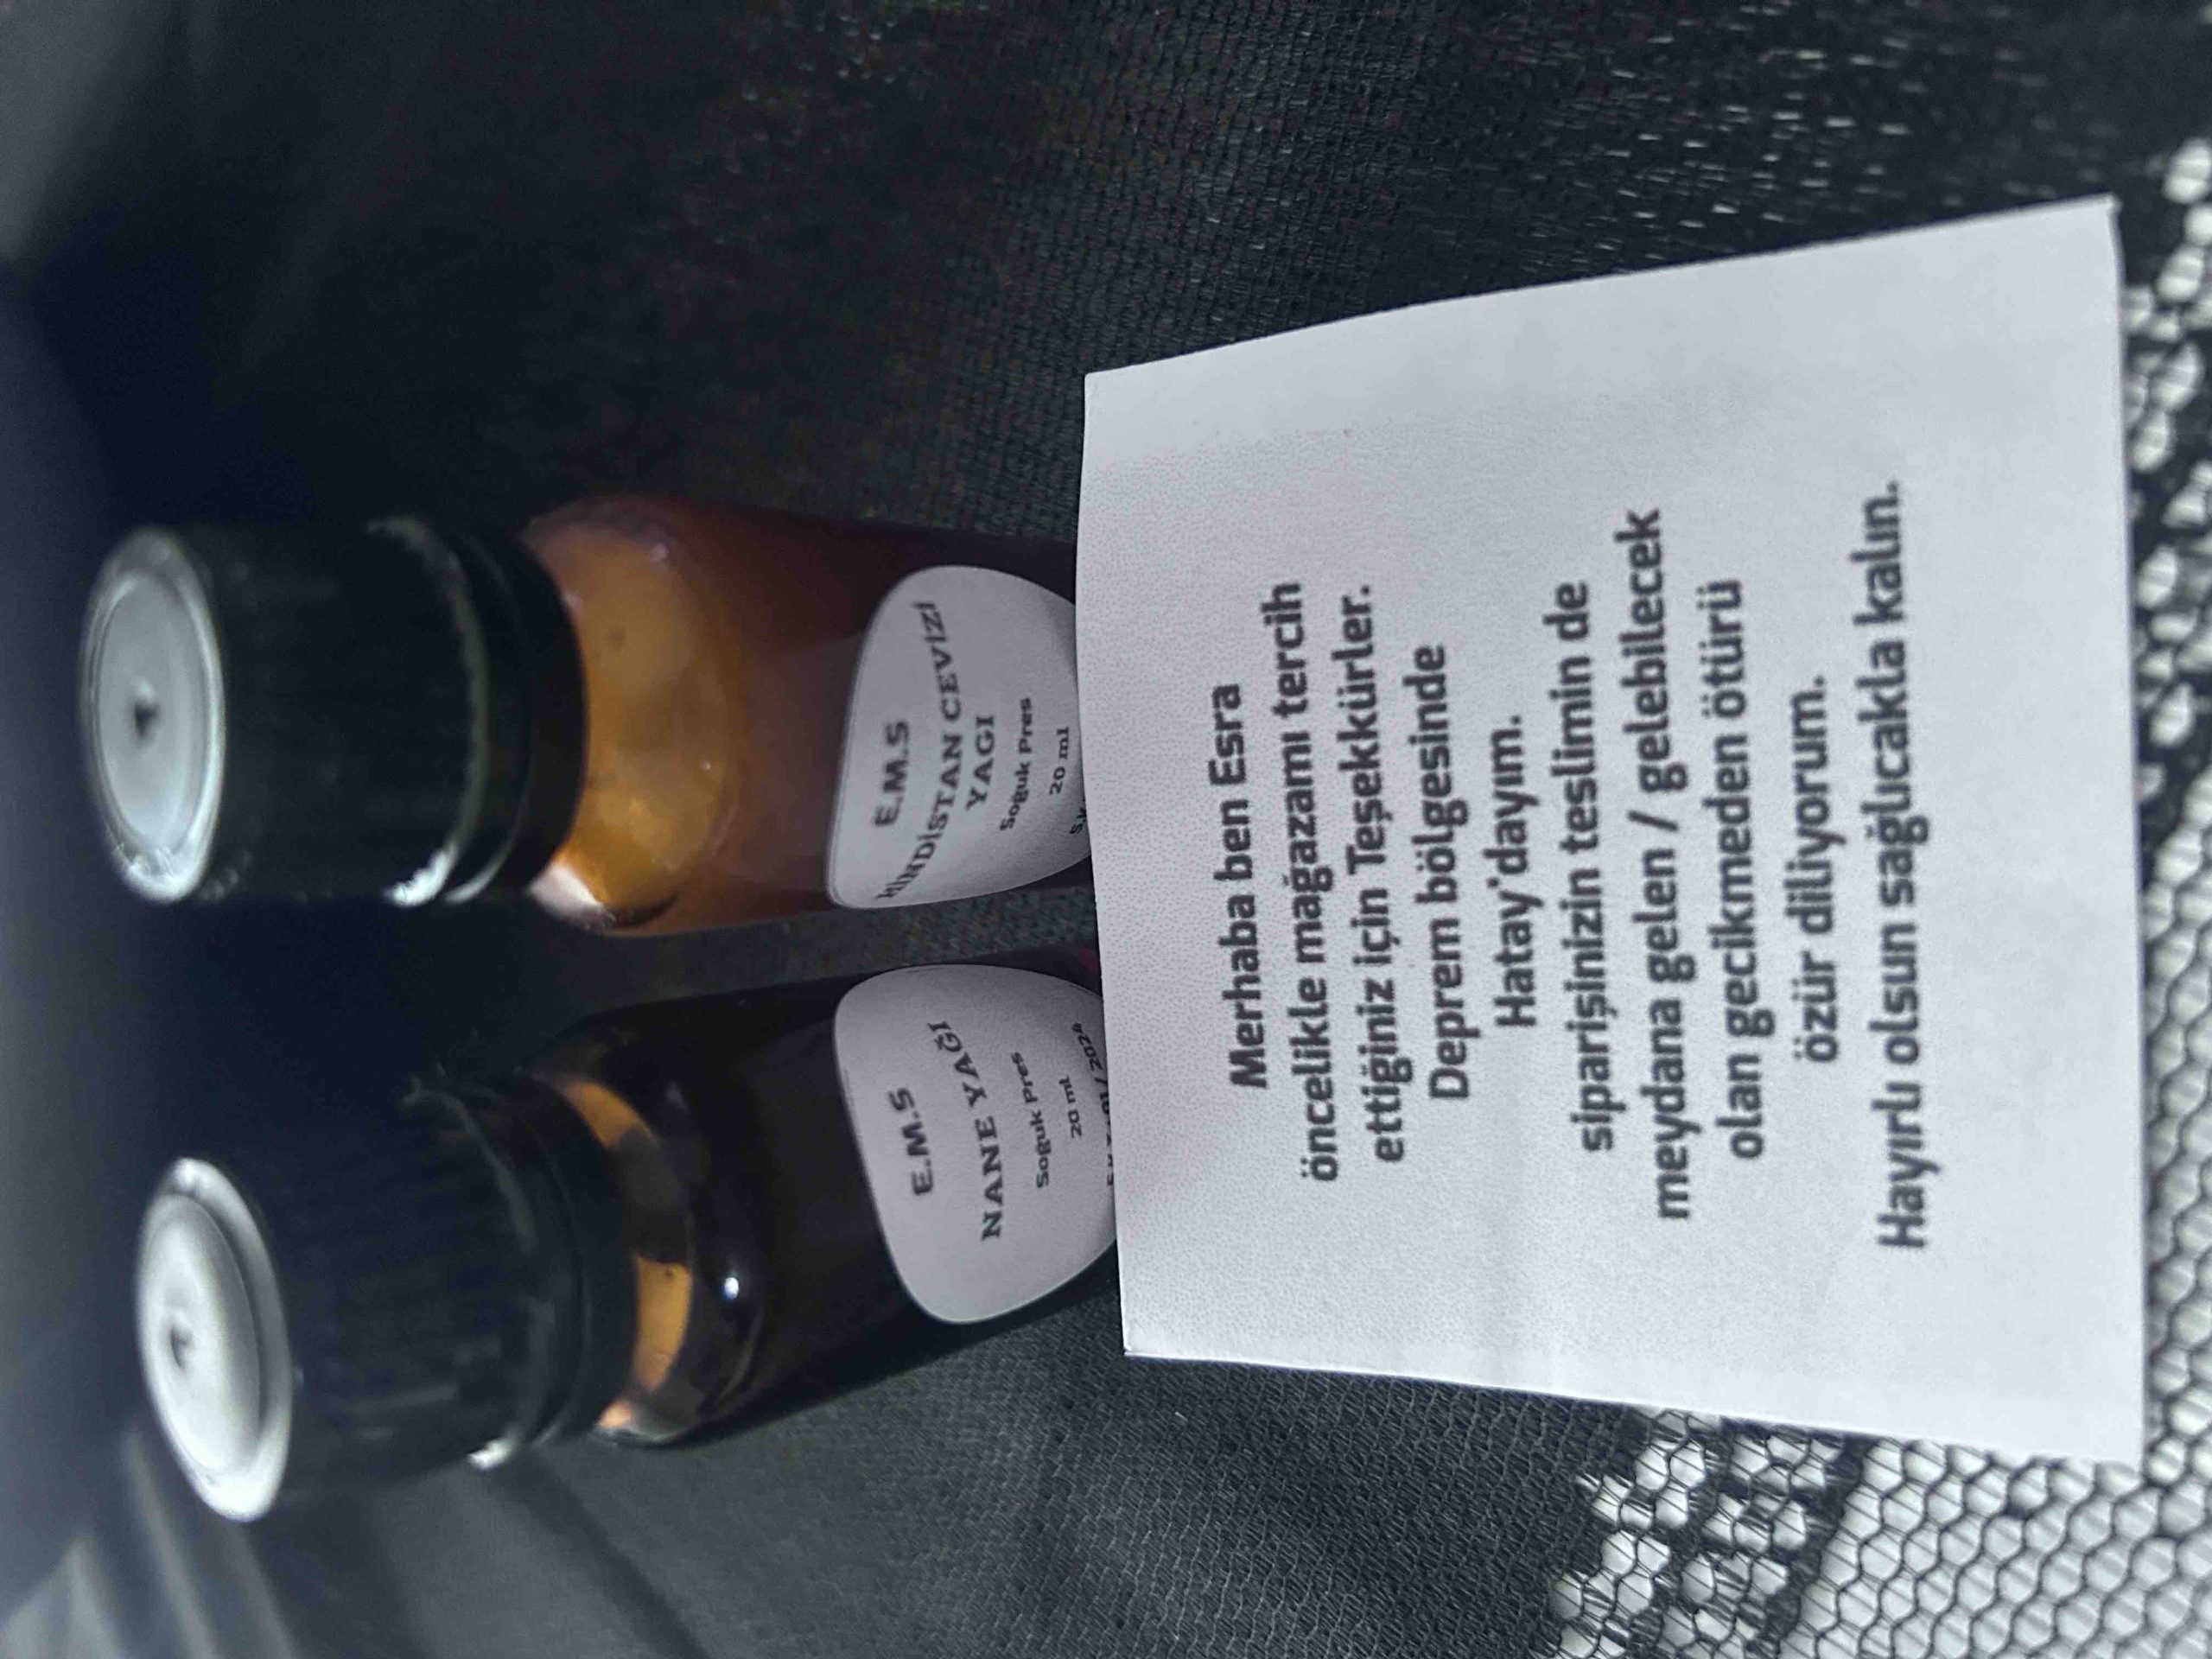 E.M.S
NANE YAĞI
Soguk Pres
20 ml
E.M.S
HİNDİSTAN CEVİZİ
YAGI
Soguk Pres
20 ml
Merhaba ben Esra
öncelikle mağazamı tercih
ettiğiniz için Teşekkürler.
Deprem bölgesinde
Hatay'dayım.
siparişinizin teslimin de
meydana gelen / gelebilecek
olan gecikmeden ötürü
özür diliyorum.
Hayırlı olsun sağlıcakla kalın.